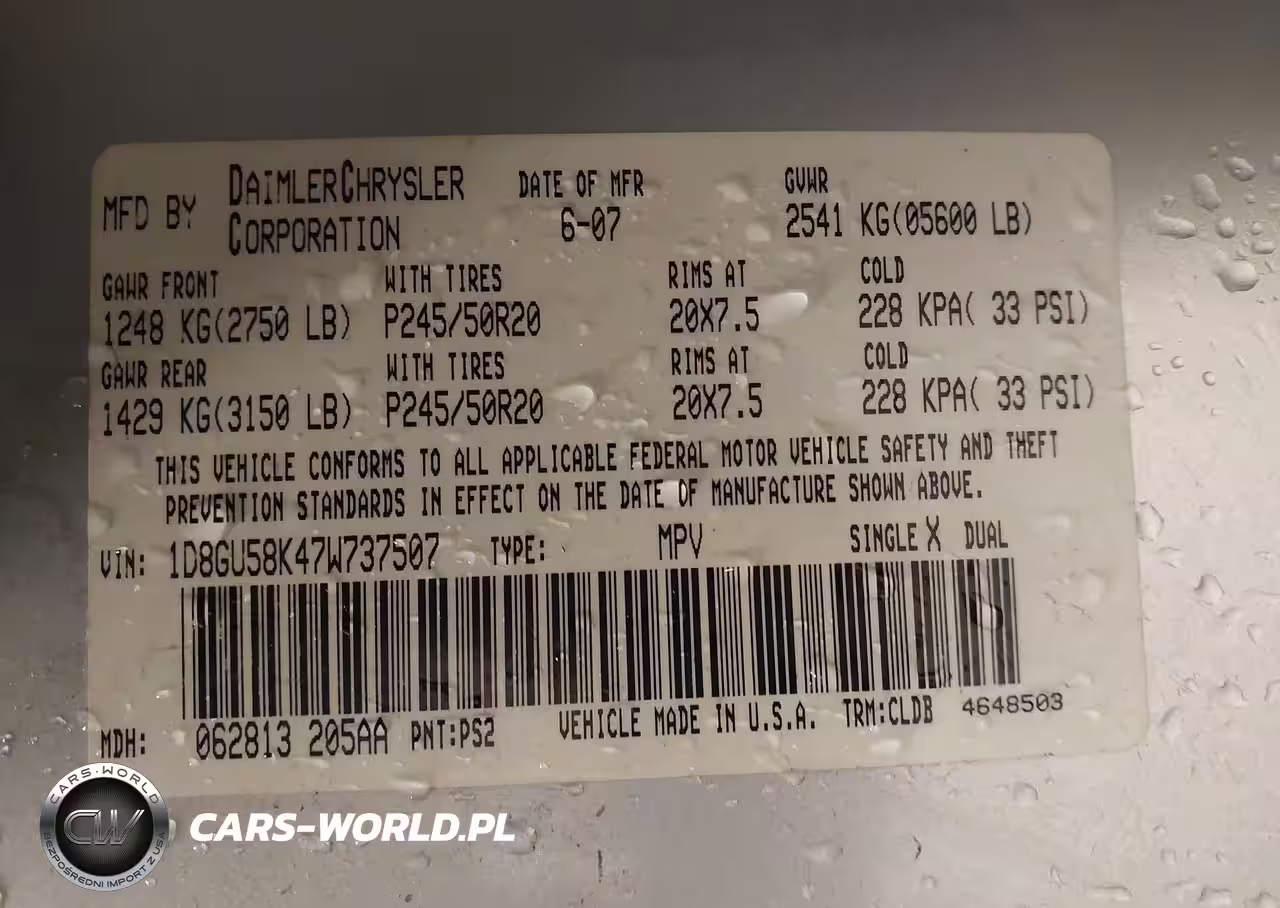 MFD BY DAIMLERCHRYSLER CORPORATION DATE OF MFR 6-07 GVWR 2541 KG(05600 LB)
GAWR FRONT WITH TIRES RIMS AT COLD
1248 KG(2750 LB) P245/50R20 20X7.5 228 KPA( 33 PSI)
GAWR REAR WITH TIRES RIMS AT COLD
1429 KG(3150 LB) P245/50R20 20X7.5 228 KPA( 33 PSI)
THIS VEHICLE CONFORMS TO ALL APPLICABLE FEDERAL MOTOR VEHICLE SAFETY AND THEFT
PREVENTION STANDARDS IN EFFECT ON THE DATE OF MANUFACTURE SHOWN ABOVE.
VIN: 1D8GU58K47W737507 TYPE: MPV SINGLE X DUAL
MDH: 062813 205AA PNT:PS2 VEHICLE MADE IN U.S.A. TRM:CLDB 4648503
CARS-WORLD
CW
BEZPOŚREDNI IMPORT Z USA
CARS-WORLD.PL